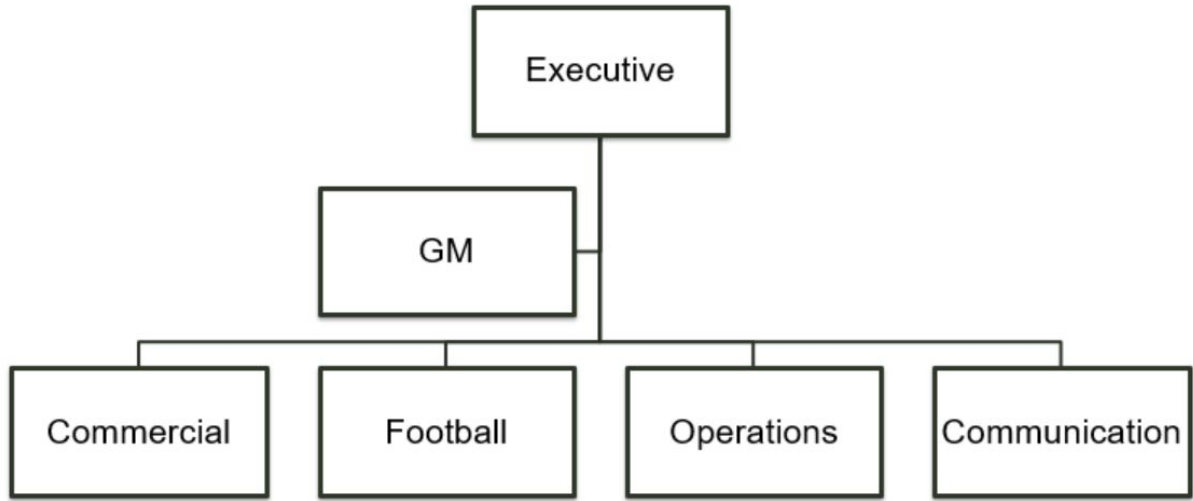 Executive
GM
Commercial
Football
Operations
Communication